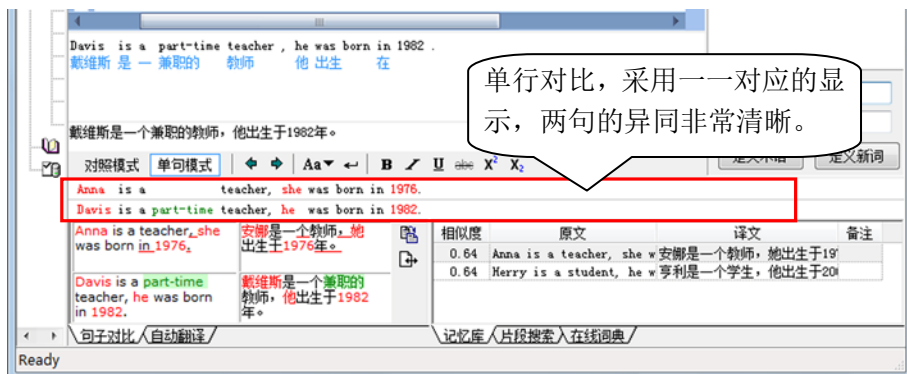 Davis is a part-time teacher , he was born in 1982 .
戴维斯 是 一 兼职的 教师 他 出生 在
单行对比，采用一一对应的显
示，两句的异同非常清晰。
戴维斯是一个兼职的教师，他出生于1982年。
定义新词
对照模式 单句模式 Aa B I U abc X² X₂
Anna is a teacher, she was born in 1976.
Davis is a part-time teacher, he was born in 1982.
Anna is a teacher, she
was born in 1976.
安娜是一个教师，她
出生于1976年。
Davis is a part-time
teacher, he was born
in 1982.
戴维斯是一个兼职的
教师，他出生于1982
年。
相似度 原文 译文 备注
0.64 Anna is a teacher, she w 安娜是一个教师，她出生于19
0.64 Herry is a student, he w 亨利是一个学生，他出生于20
句子对比 自动翻译
记忆库 片段搜索 在线词典
Ready